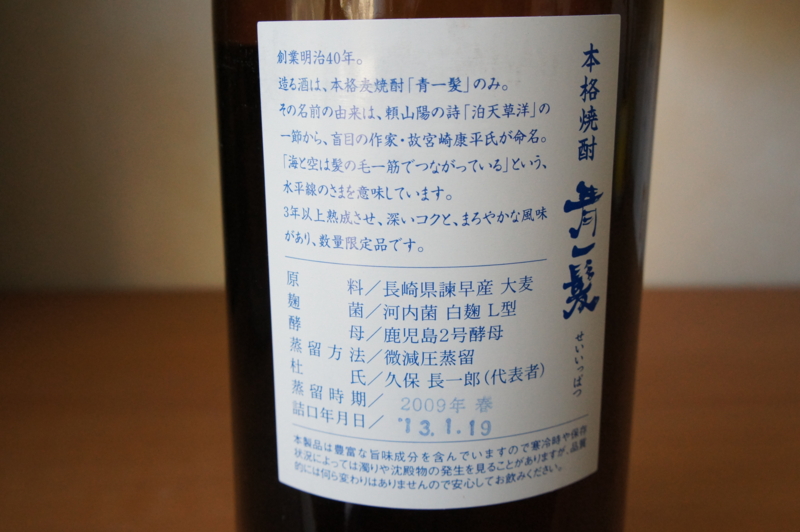 本格焼酎 青一髪 せいいっぱつ
創業明治40年。
造る酒は、本格麦焼酎「青一髪」のみ。
その名前の由来は、頼山陽の詩「泊天草洋」の
一節から、盲目の作家・故宮崎康平氏が命名。
「海と空は髪の毛一筋でつながっている」という、
水平線のさまを意味しています。
3年以上熟成させ、深いコクと、まろやかな風味
があり、数量限定品です。
原料／長崎県諫早産 大麦
麹菌／河内菌 白麹 L型
酵母／鹿児島2号酵母
蒸留方法／微減圧蒸留
杜氏／久保 長一郎（代表者）
蒸留時期／ 2009年 春
詰口年月日／ '13.1.19
本製品は豊富な旨味成分を含んでいますので寒冷時や保存
状況によっては濁りや沈殿物の発生を見ることがありますが、品質
的には何ら変わりはありませんので安心してお飲みください。